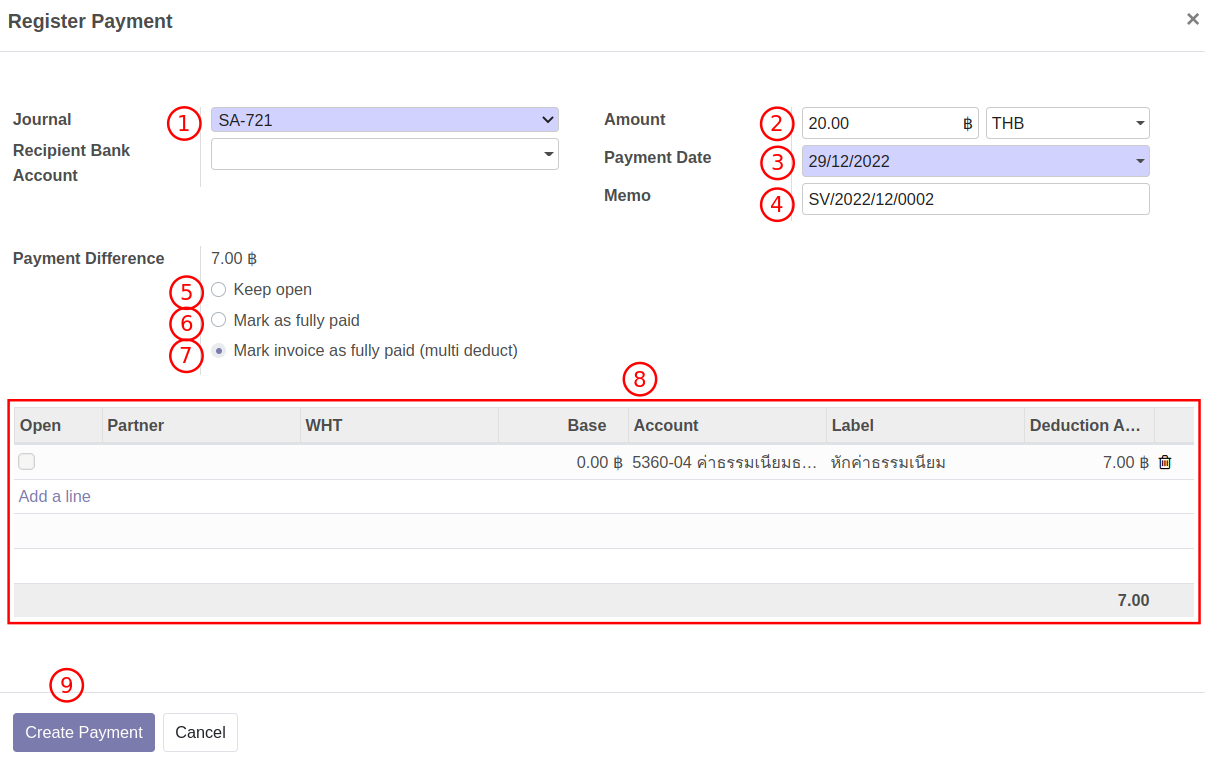 Register Payment ×
Journal 1 SA-721
Recipient Bank
Account
Amount 2 20.00 ฿ THB
Payment Date 3 29/12/2022
Memo 4 SV/2022/12/0002
Payment Difference 7.00 ฿
5 Keep open
6 Mark as fully paid
7 Mark invoice as fully paid (multi deduct)
8
Open Partner WHT Base Account Label Deduction A...
0.00 ฿ 5360-04 ค่าธรรมเนียมธ... หักค่าธรรมเนียม 7.00 ฿
Add a line
7.00
9
Create Payment Cancel